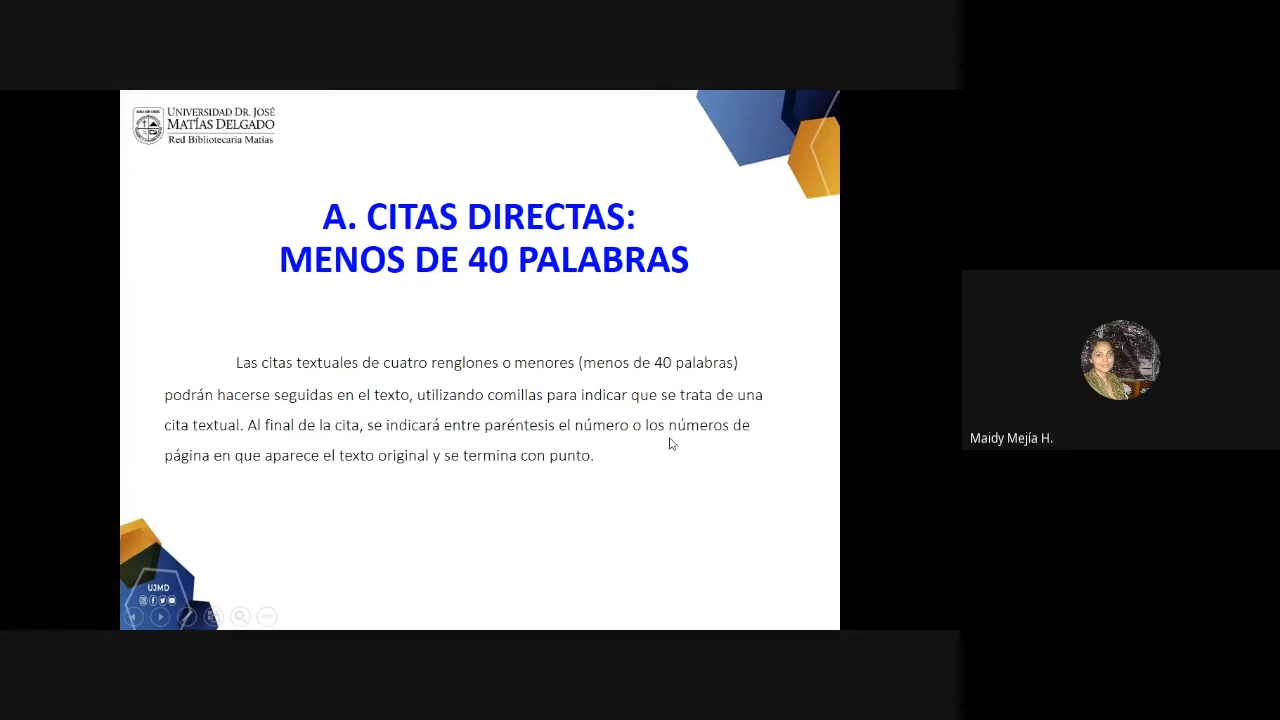 UNIVERSIDAD DR. JOSÉ
MATÍAS DELGADO
Red Bibliotecaria Matías
A. CITAS DIRECTAS:
MENOS DE 40 PALABRAS
Las citas textuales de cuatro renglones o menores (menos de 40 palabras)
podrán hacerse seguidas en el texto, utilizando comillas para indicar que se trata de una
cita textual. Al final de la cita, se indicará entre paréntesis el número o los números de
página en que aparece el texto original y se termina con punto.
UJMD
Maidy Mejía H.